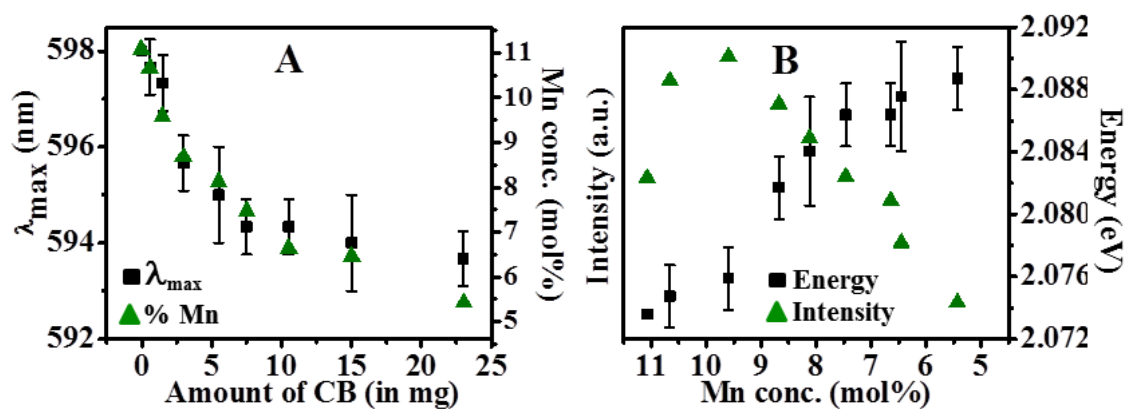 A
λmax (nm)
598
596
594
592
11
10
9
8
7
6
5
Mn conc. (mol%)
λmax
% Mn
0 5 10 15 20 25
Amount of CB (in mg)
B
Intensity (a.u.)
2.092
2.088
2.084
2.080
2.076
2.072
Energy (eV)
Energy
Intensity
11 10 9 8 7 6 5
Mn conc. (mol%)